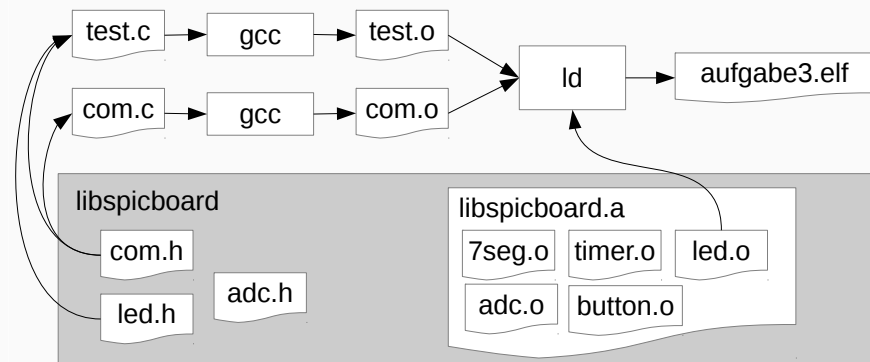 test.c
gcc
test.o
ld
aufgabe3.elf
com.c
gcc
com.o
libspicboard
libspicboard.a
com.h
7seg.o
timer.o
led.o
adc.h
led.h
adc.o
button.o